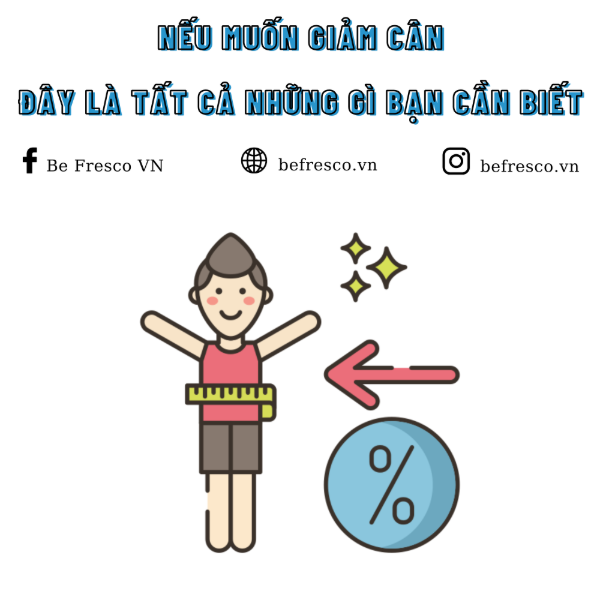 NẾU MUỐN GIẢM CÂN
ĐÂY LÀ TẤT CẢ NHỮNG GÌ BẠN CẦN BIẾT
Be Fresco VN befresco.vn befresco.vn
%